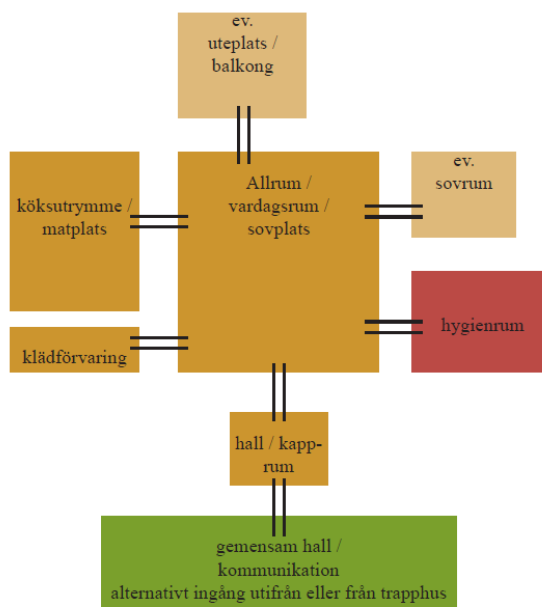 ev.
uteplats /
balkong
köksutrymme /
matplats
Allrum /
vardagsrum /
sovplats
ev.
sovrum
hygienrum
klädförvaring
hall / kapp-
rum
gemensam hall /
kommunikation
alternativt ingång utifrån eller från trapphus